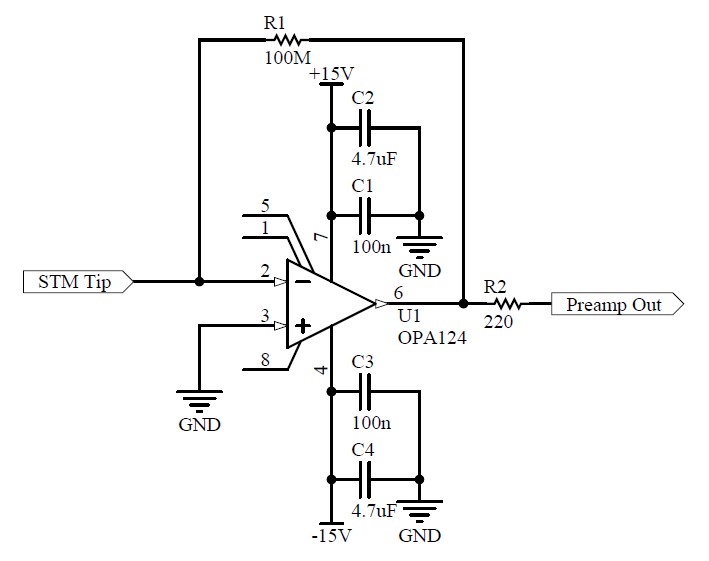 R1
100M
+15V
C2
4.7uF
C1
100n
GND
5
1
7
STM Tip
2
−
6
R2
Preamp Out
3
+
U1
220
OPA124
8
4
C3
100n
GND
C4
4.7uF
-15V
GND